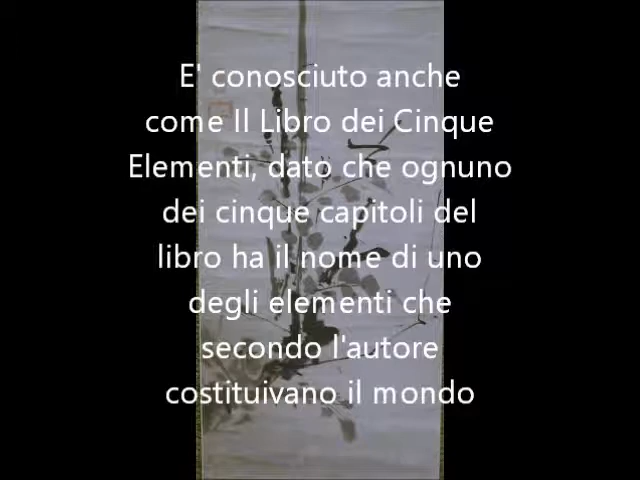 E' conosciuto anche
come Il Libro dei Cinque
Elementi, dato che ognuno
dei cinque capitoli del
libro ha il nome di uno
degli elementi che
secondo l'autore
costituivano il mondo